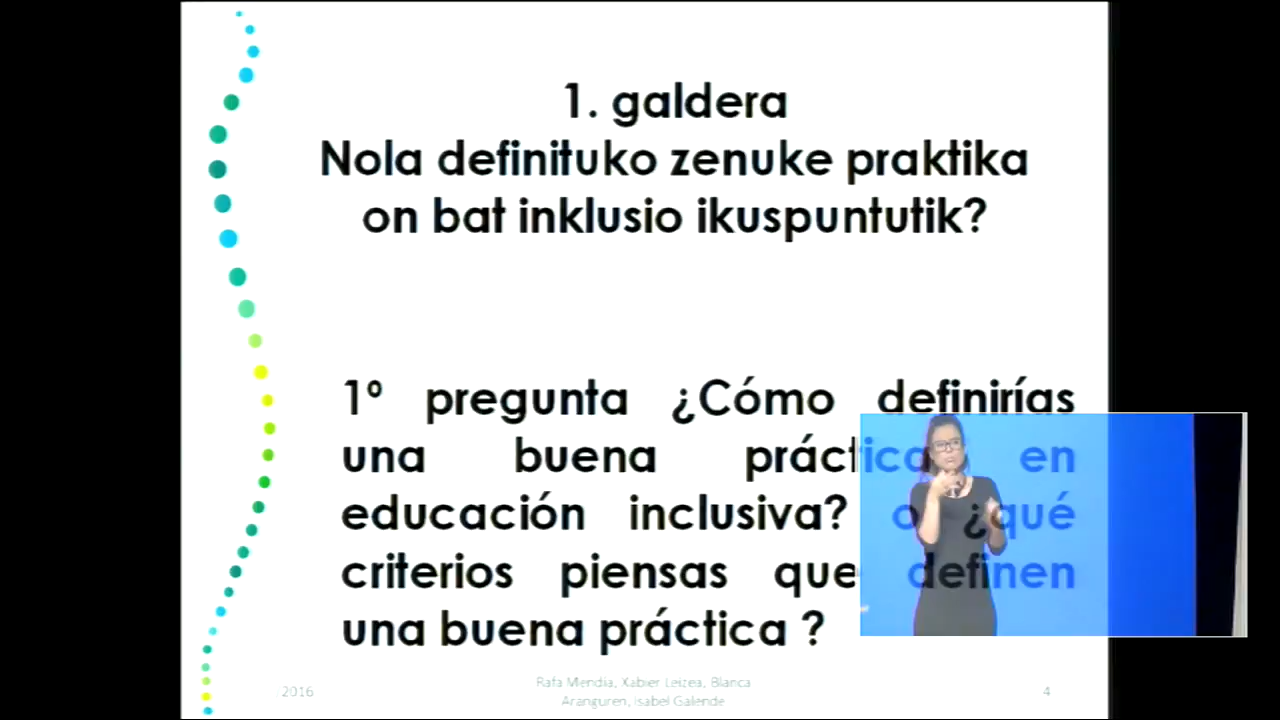 1. galdera
Nola definituko zenuke praktika
on bat inklusio ikuspuntutik?
1º pregunta ¿Cómo definirías
una buena práctica en
educación inclusiva? o ¿qué
criterios piensas que definen
una buena práctica ?
2016
Rafa Mendia, Xabier Leizea, Blanca
Aranguren, Isabel Galende
4